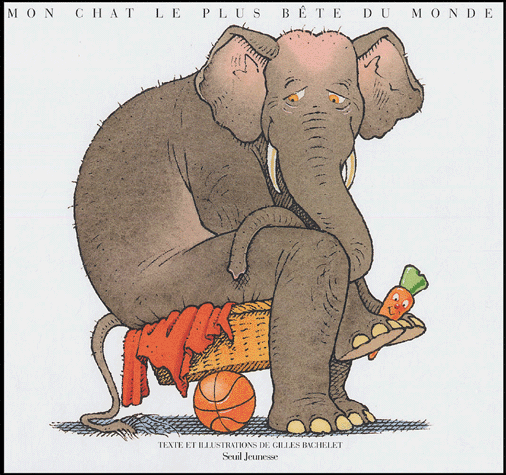 MON CHAT LE PLUS BÊTE DU MONDE
TEXTE ET ILLUSTRATIONS DE GILLES BACHELET
Seuil Jeunesse